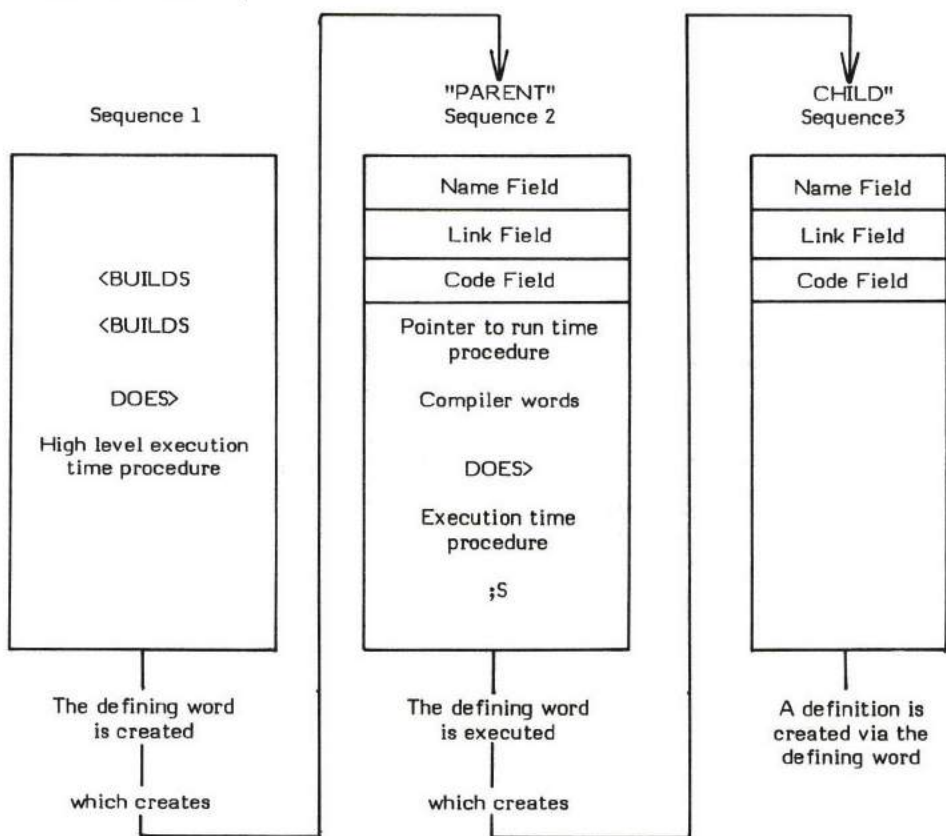 Sequence 1
<BUILDS
<BUILDS
DOES>
High level execution
time procedure
The defining word
is created
which creates
"PARENT"
Sequence 2
Name Field
Link Field
Code Field
Pointer to run time
procedure
Compiler words
DOES>
Execution time
procedure
;S
The defining word
is executed
which creates
CHILD"
Sequence3
Name Field
Link Field
Code Field
A definition is
created via the
defining word